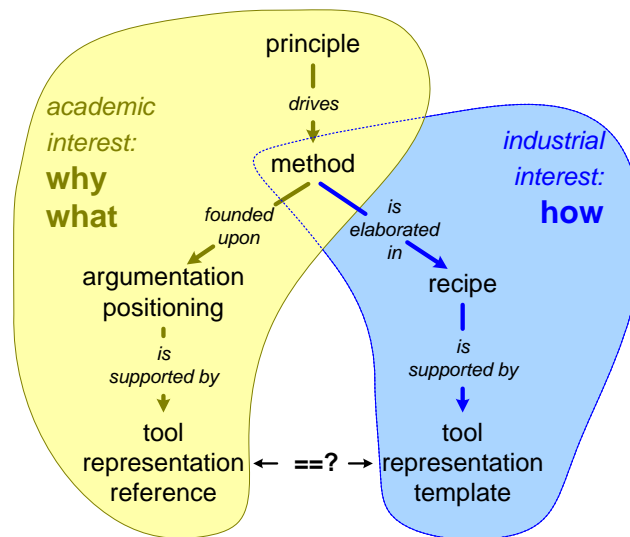 principle
drives
method
academic
interest:
why
what
industrial
interest:
how
founded
upon
is
elaborated
in
argumentation
positioning
recipe
is
supported by
is
supported by
tool
representation
reference
==?
tool
representation
template